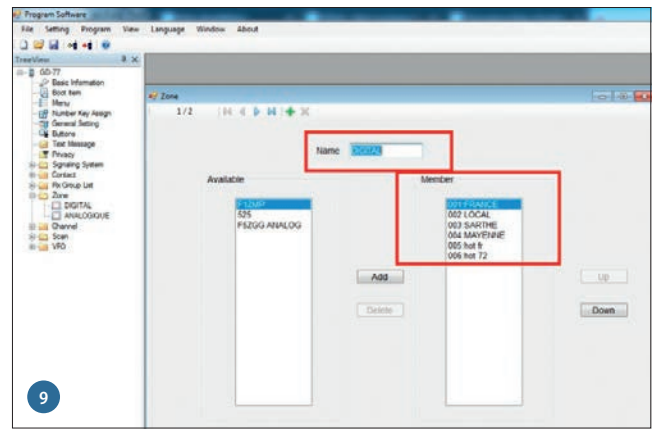 Program Software
File Setting Program View Language Window About
TreeView
GD-77
Basic Information
Boot Item
Menu
Number Key Assign
General Setting
Buttons
Text Message
Privacy
Signaling System
Contact
Rx Group List
Zone
DIGITAL
ANALOGIQUE
Channel
Scan
VFO
Zone
1/2
Name DIGITAL
Available
F1ZMP
525
F5ZGG ANALOG
Add
Delete
Member
001:FRANCE
002:LOCAL
003:SARTHE
004:MAYENNE
005:hot fr
006:hot 72
Up
Down
9